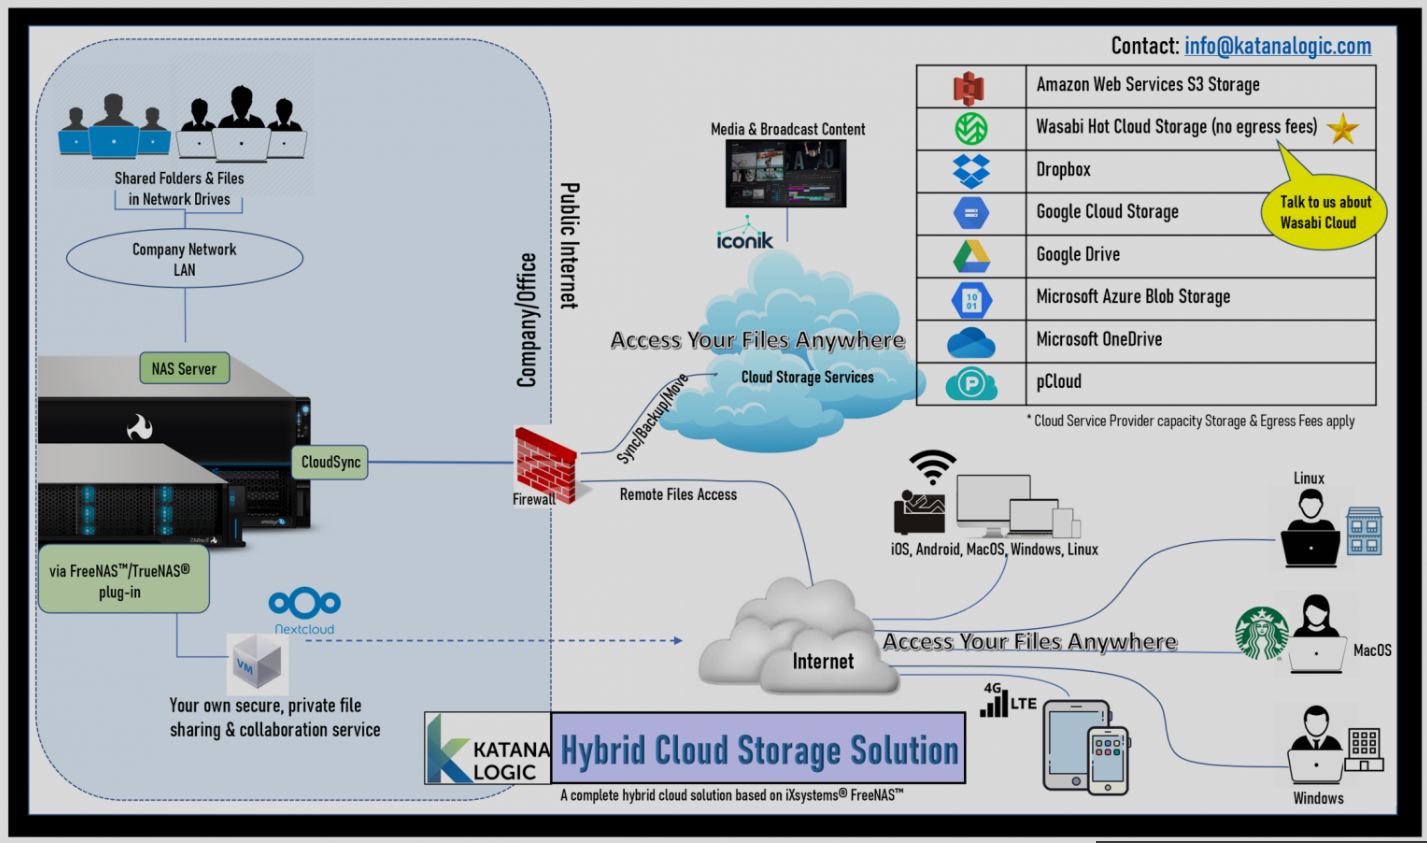 Contact: info@katanalogic.com
Amazon Web Services S3 Storage
Wasabi Hot Cloud Storage (no egress fees)
Dropbox
Google Cloud Storage
Google Drive
10
01
Microsoft Azure Blob Storage
Microsoft OneDrive
P
pCloud
Talk to us about
Wasabi Cloud
* Cloud Service Provider capacity Storage & Egress Fees apply
Shared Folders & Files
in Network Drives
Company Network
LAN
NAS Server
CloudSync
via FreeNAS™/TrueNAS®
plug-in
Nextcloud
VM
Your own secure, private file
sharing & collaboration service
Company/Office
Public Internet
Firewall
Media & Broadcast Content
iconik
Access Your Files Anywhere
Cloud Storage Services
Sync/Backup/Move
Remote Files Access
iOS, Android, MacOS, Windows, Linux
Internet
Access Your Files Anywhere
Linux
MacOS
4G
LTE
Windows
KATANA
LOGIC
Hybrid Cloud Storage Solution
A complete hybrid cloud solution based on iXsystems® FreeNAS™